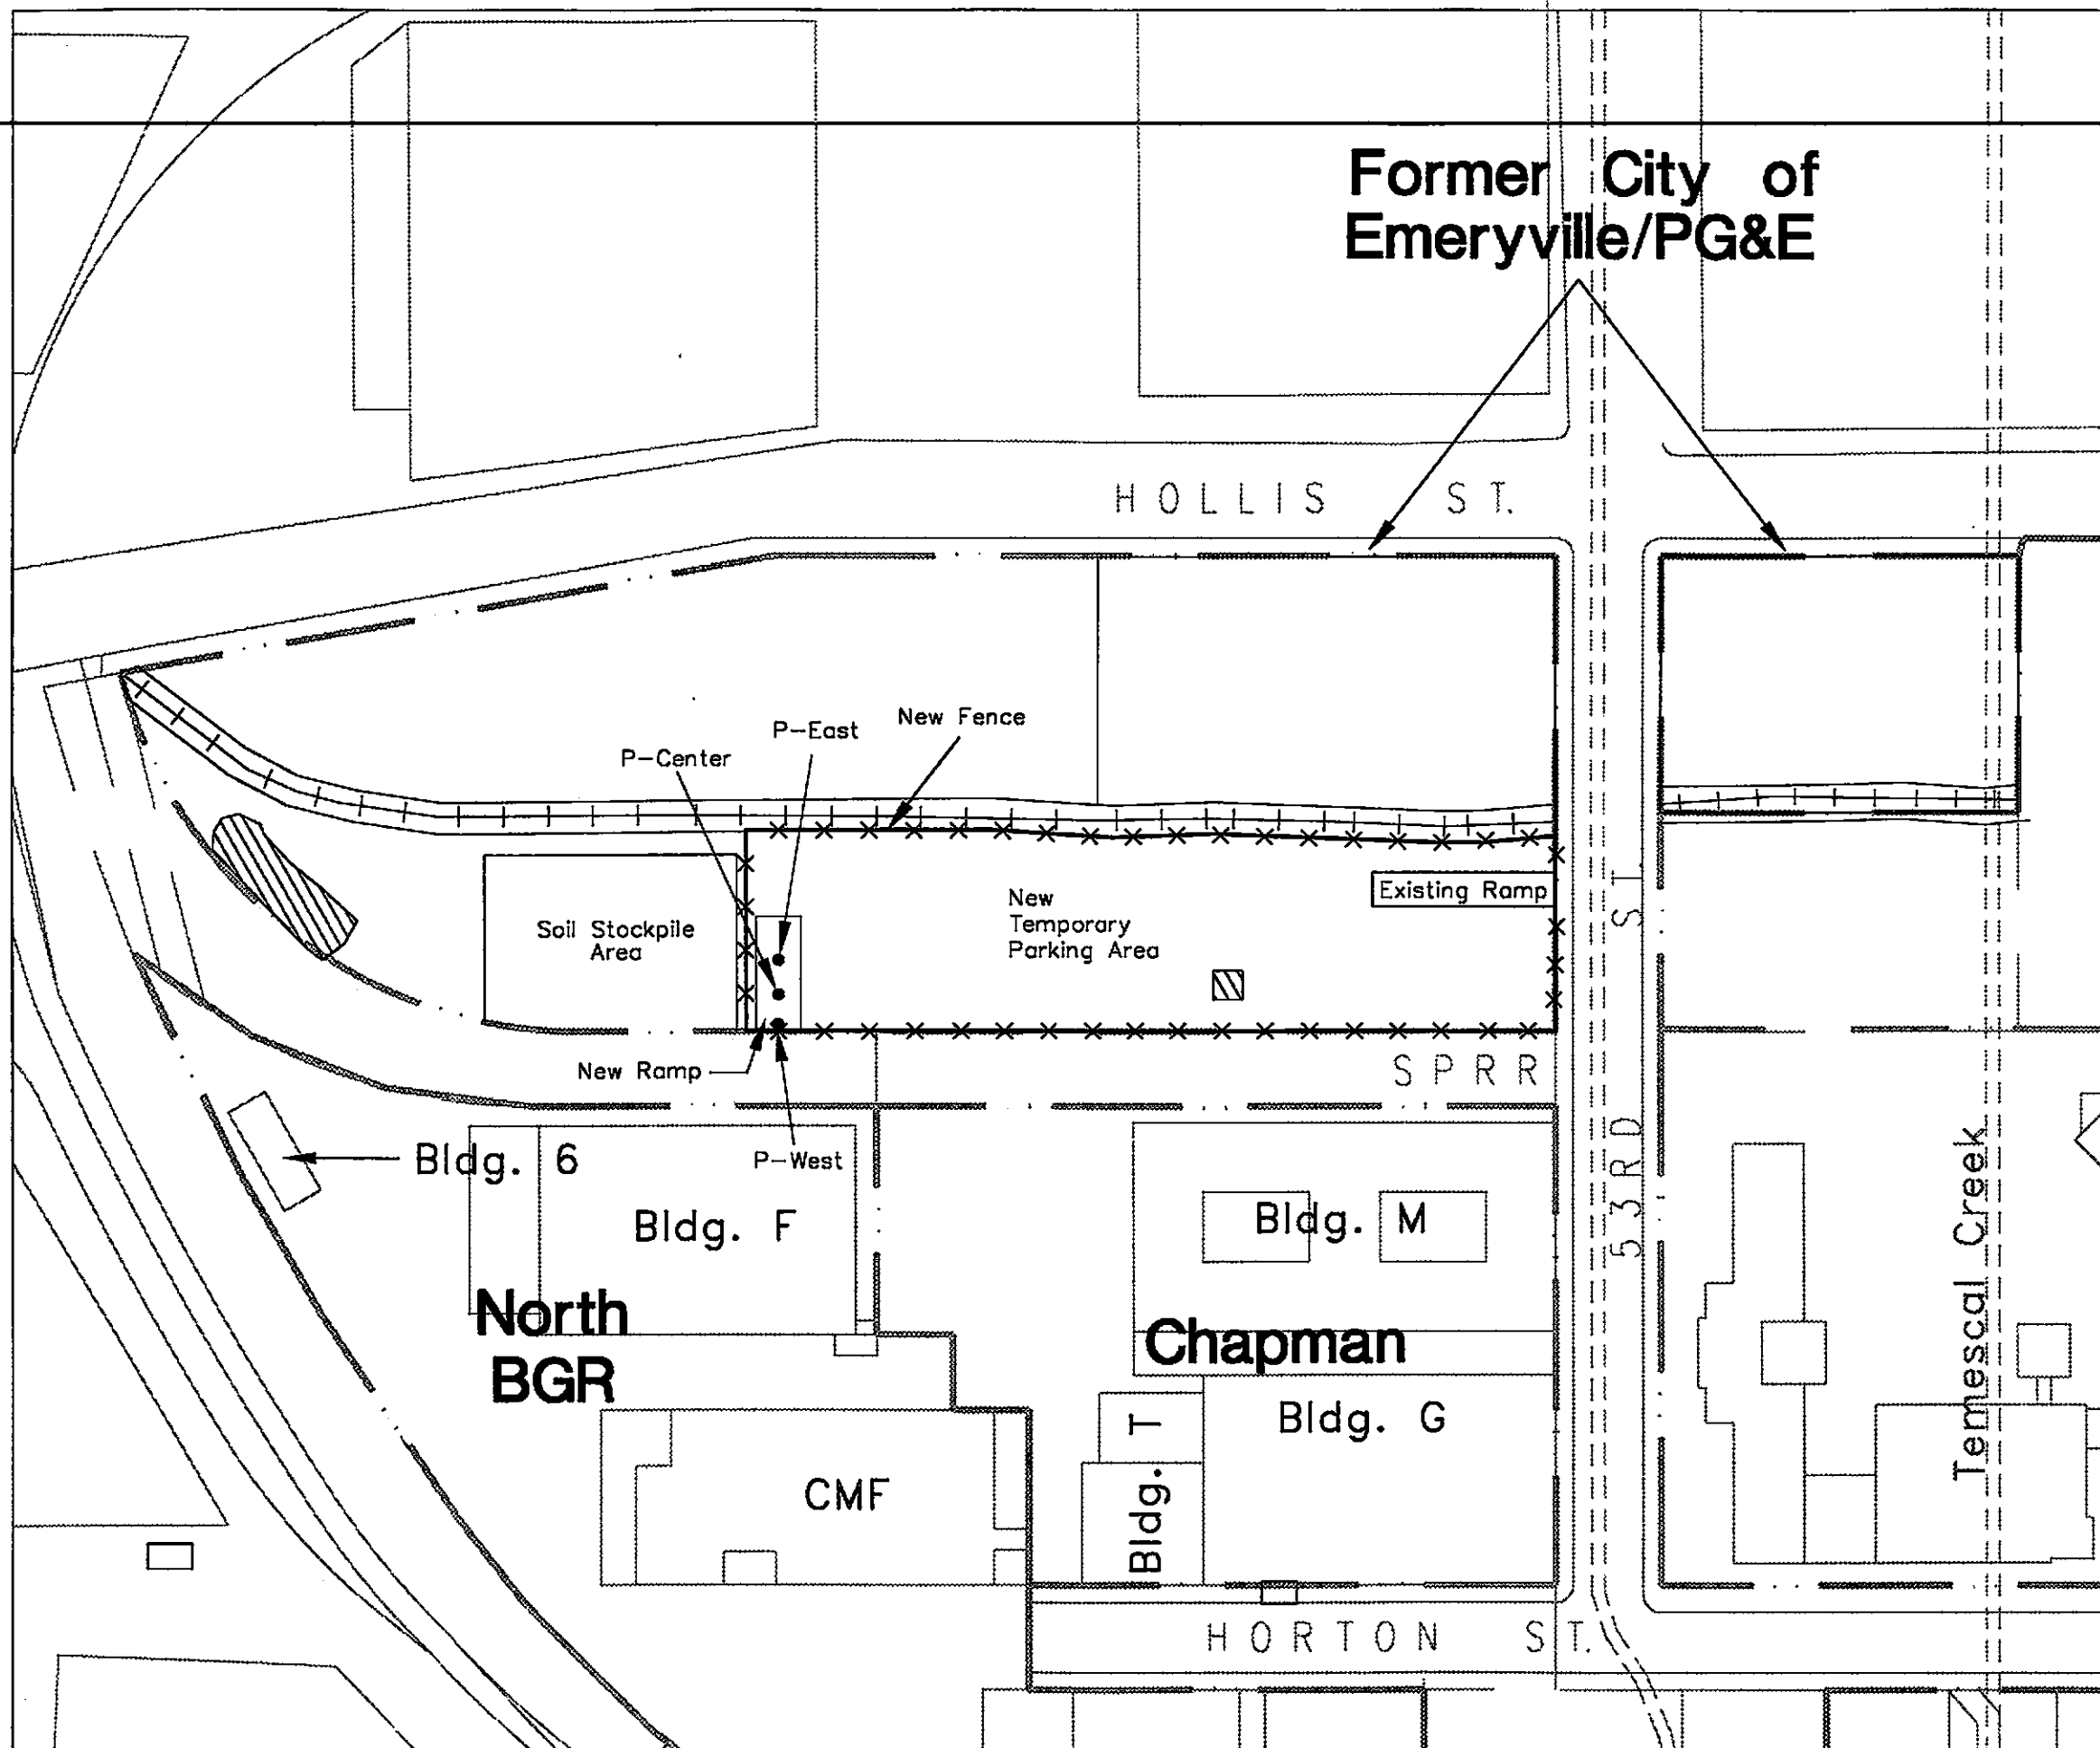 Former City of
Emeryville/PG&E
HOLLIS ST.
New Fence
P-East
P-Center
Existing Ramp
New
Temporary
Parking Area
Soil Stockpile
Area
53RD ST
New Ramp
SPRR
Bldg. 6
P-West
Bldg. F
Bldg. M
North
BGR
Chapman
Bldg. G
Bldg. T
CMF
Temescal Creek
HORTON ST.